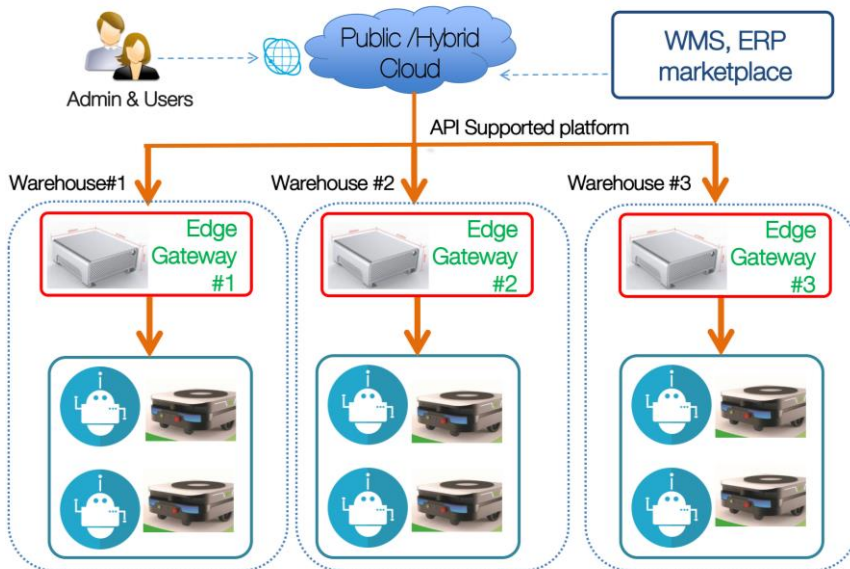 Public /Hybrid
Cloud
WMS, ERP
marketplace
Admin & Users
API Supported platform
Warehouse#1
Warehouse #2
Warehouse #3
Edge
Gateway
#1
Edge
Gateway
#2
Edge
Gateway
#3